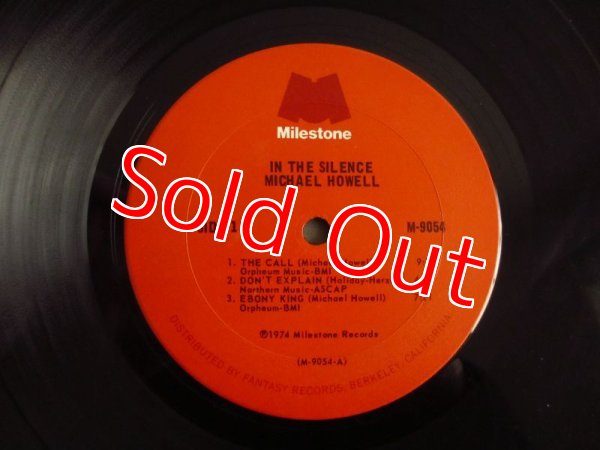 Milestone
IN THE SILENCE
MICHAEL HOWELL
Sold Out
1
M-9054
1. THE CALL
Orpheum Music-BMI
2. DON'T EXPLAIN (Holiday-
Northern Music-ASCAP
3. EBONY KING (Michael Howell)
Orpheum-BMI
℗1974 Milestone Records
(M-9054-A)
DISTRIBUTED BY FANTASY RECORDS, BERKELEY, CALIFORNIA